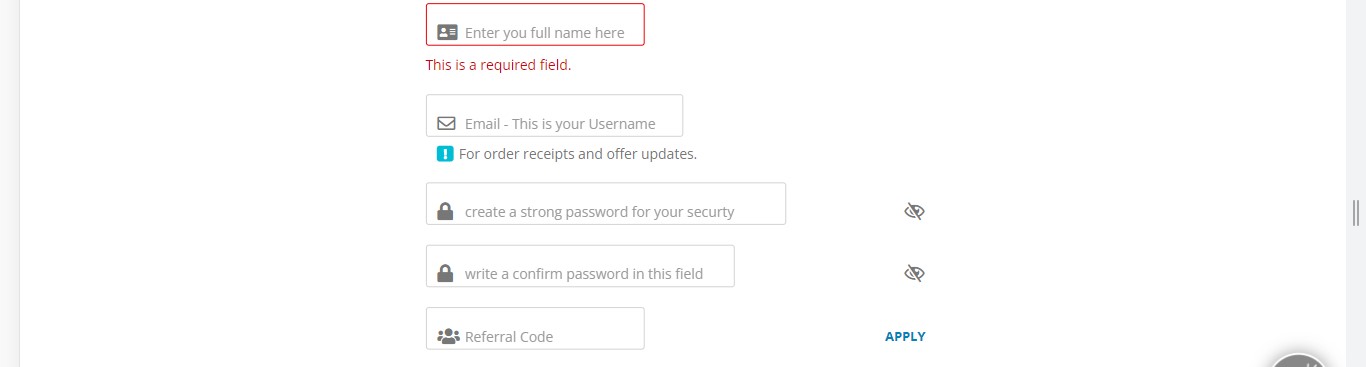 Enter you full name here
This is a required field.
Email - This is your Username
For order receipts and offer updates.
create a strong password for your securty
write a confirm password in this field
Referral Code
APPLY